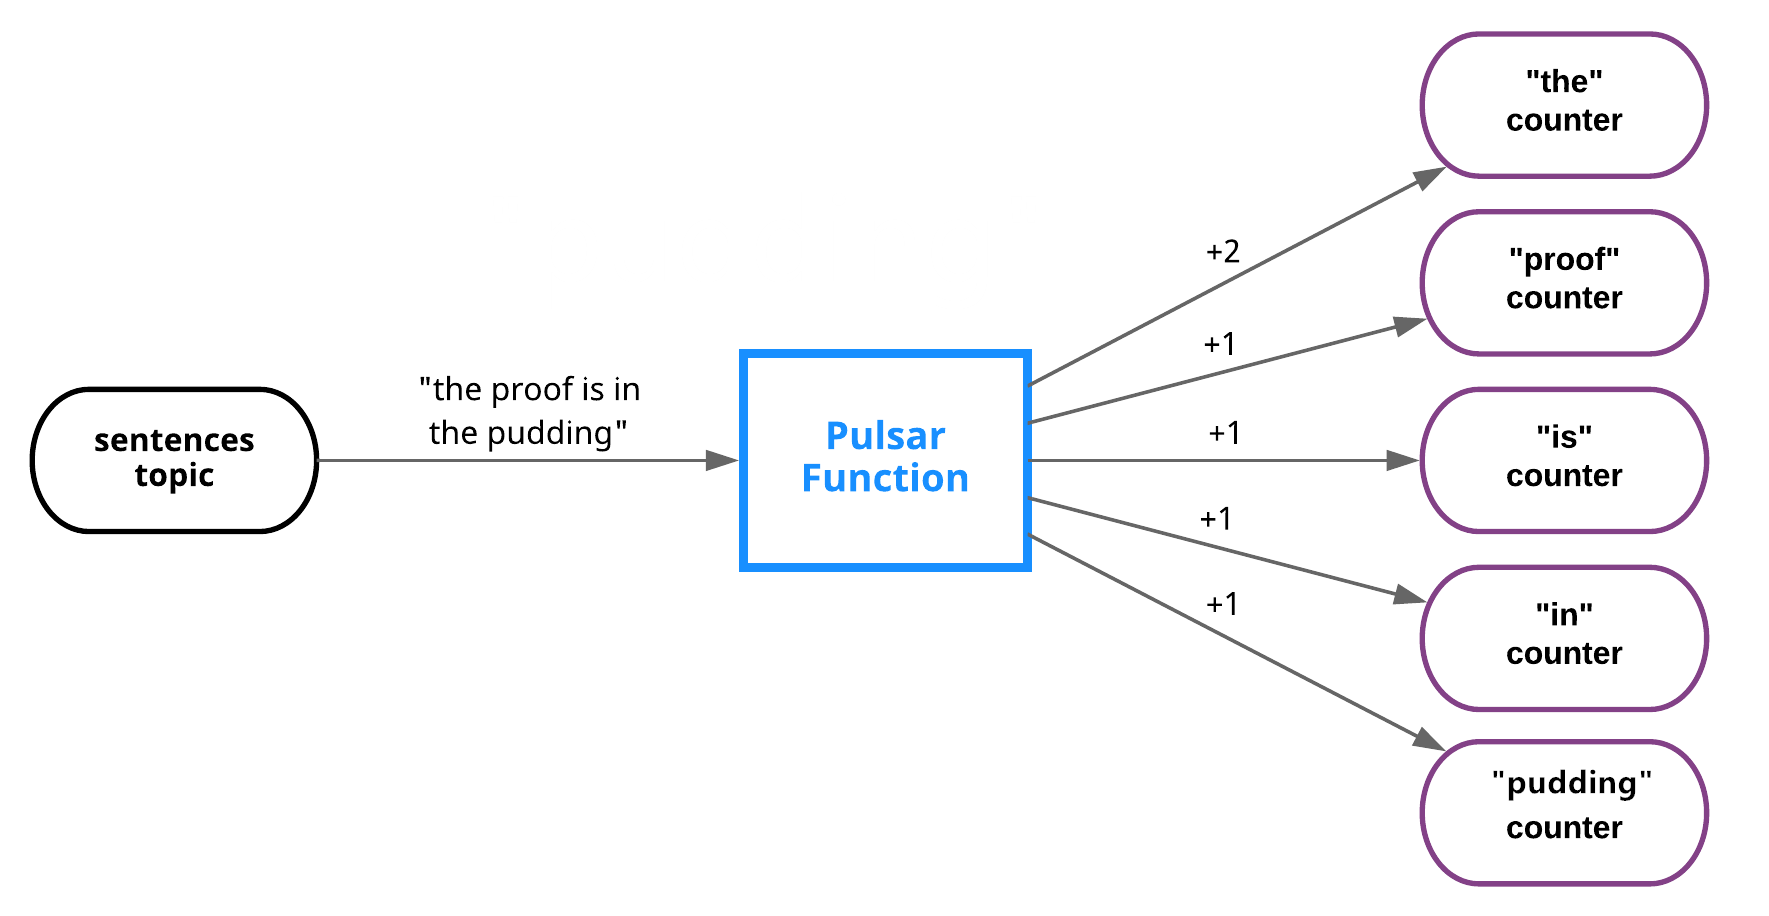 sentences
topic
"the proof is in
the pudding"
Pulsar
Function
+2
+1
+1
+1
+1
"the"
counter
"proof"
counter
"is"
counter
"in"
counter
"pudding"
counter